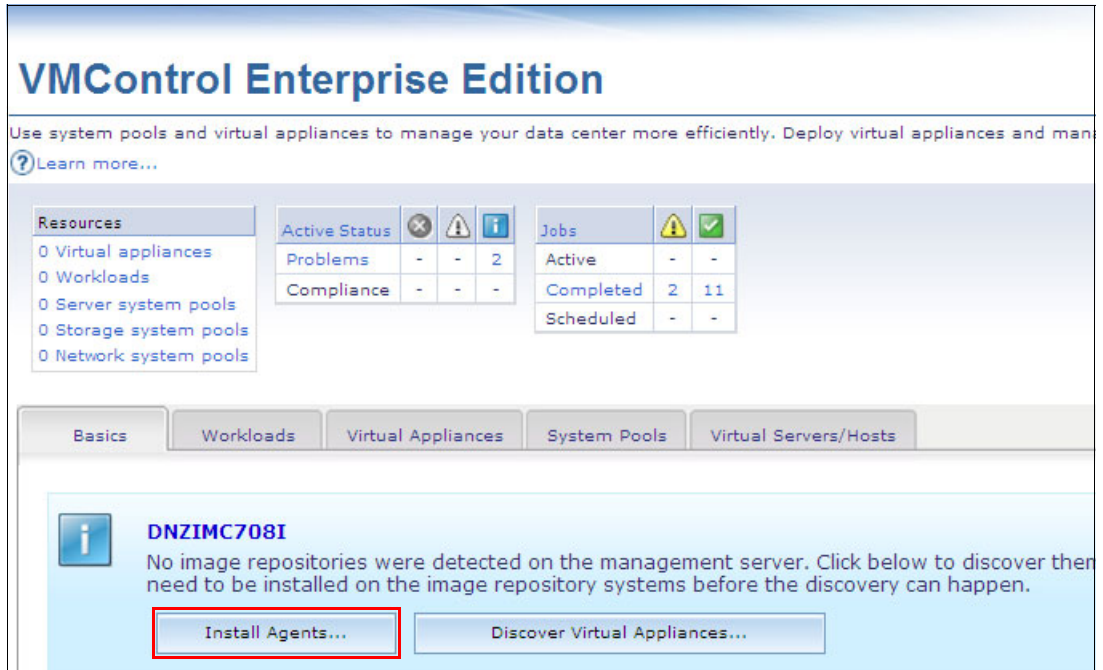 VMControl Enterprise Edition
Use system pools and virtual appliances to manage your data center more efficiently. Deploy virtual appliances and man
?Learn more...
Resources
0 Virtual appliances
0 Workloads
0 Server system pools
0 Storage system pools
0 Network system pools
Active Status
Problems - - 2
Compliance - - -
Jobs
Active - -
Completed 2 11
Scheduled - -
Basics Workloads Virtual Appliances System Pools Virtual Servers/Hosts
DNZIMC708I
No image repositories were detected on the management server. Click below to discover then
need to be installed on the image repository systems before the discovery can happen.
Install Agents... Discover Virtual Appliances...